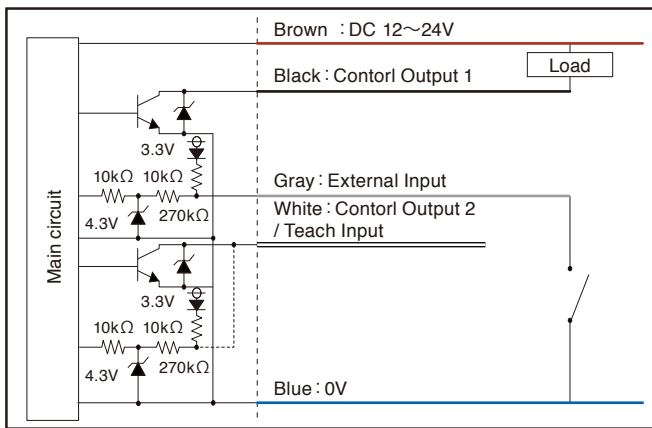 Brown : DC 12～24V
Load
Black : Contorl Output 1
3.3V
10kΩ 10kΩ
Gray : External Input
270kΩ
4.3V
White : Contorl Output 2
/ Teach Input
Main circuit
3.3V
10kΩ 10kΩ
270kΩ
4.3V
Blue : 0V